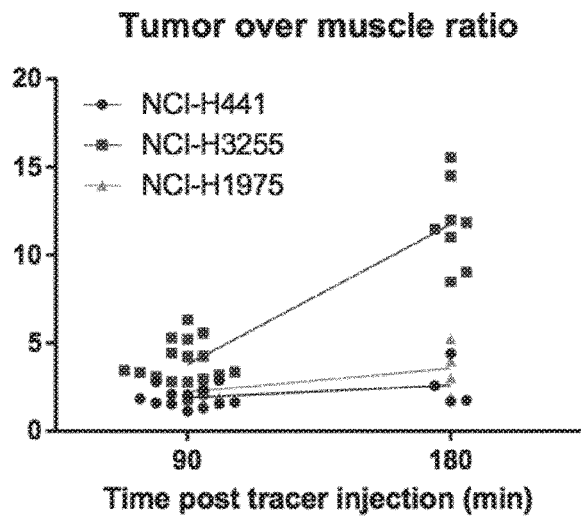 Tumor over muscle ratio
20
15
10
5
0
NCI-H441
NCI-H3255
NCI-H1975
90 180
Time post tracer injection (min)